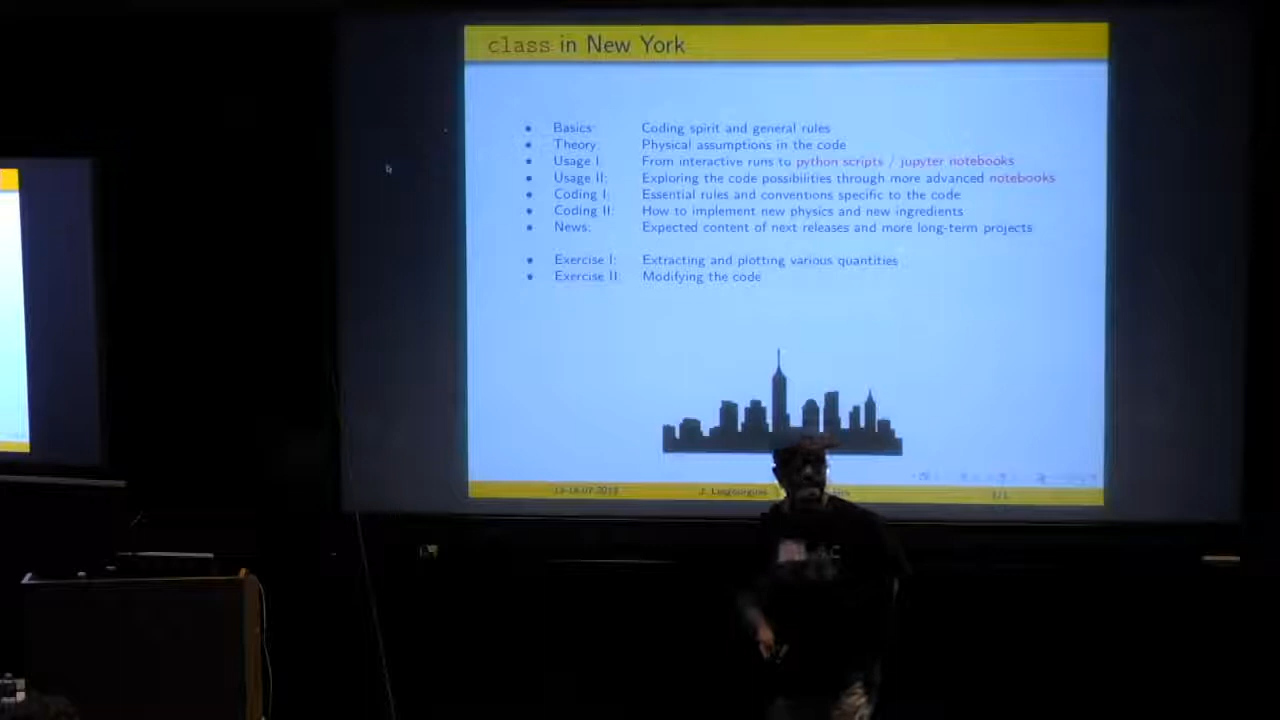 class in New York
• Basics: Coding spirit and general rules
• Theory: Physical assumptions in the code
• Usage I: From interactive runs to python scripts / jupyter notebooks
• Usage II: Exploring the code possibilities through more advanced notebooks
• Coding I: Essential rules and conventions specific to the code
• Coding II: How to implement new physics and new ingredients
• News: Expected content of next releases and more long-term projects
• Exercise I: Extracting and plotting various quantities
• Exercise II: Modifying the code
J. Lesgourgues 1/1